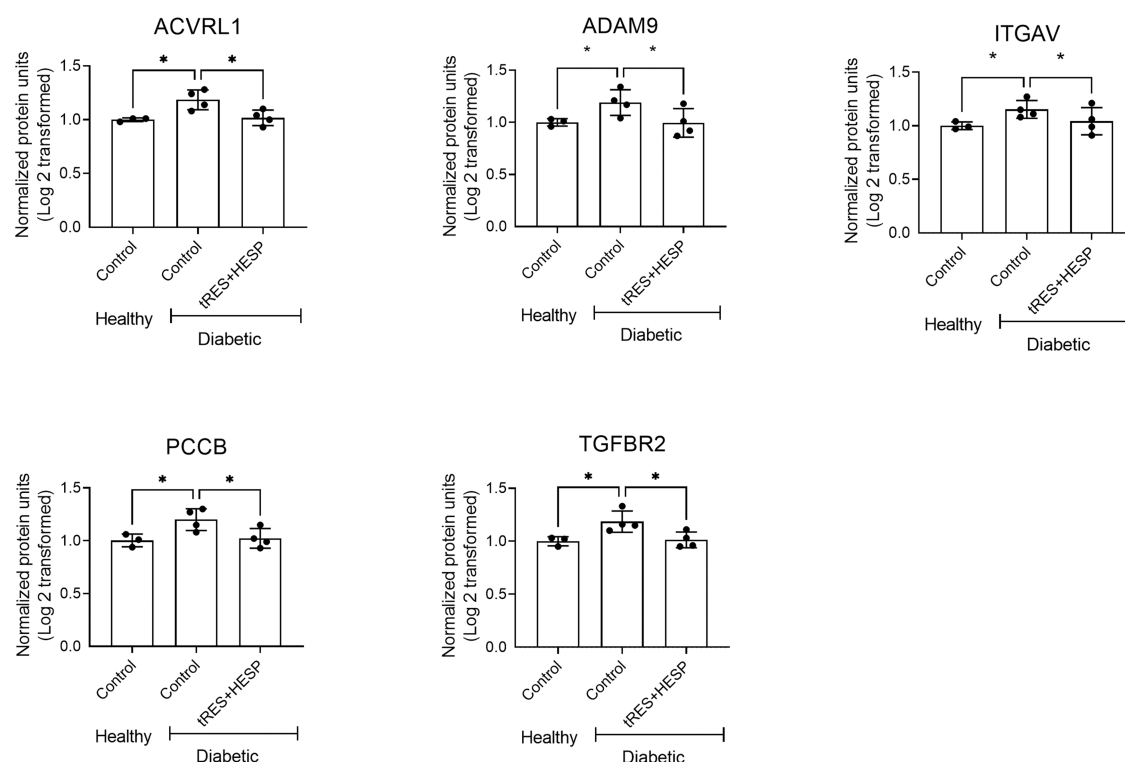 ACVRL1
* *
Normalized protein units
(Log 2 transformed)
1.5
1.0
0.5
0.0
Control
Control
tRES+HESP
Healthy
Diabetic
ADAM9
* *
Normalized protein units
(Log 2 transformed)
1.5
1.0
0.5
0.0
Control
Control
tRES+HESP
Healthy
Diabetic
ITGAV
* *
Normalized protein units
(Log 2 transformed)
1.5
1.0
0.5
0.0
Control
Control
tRES+HESP
Healthy
Diabetic
PCCB
* *
Normalized protein units
(Log 2 transformed)
1.5
1.0
0.5
0.0
Control
Control
tRES+HESP
Healthy
Diabetic
TGFBR2
* *
Normalized protein units
(Log 2 transformed)
1.5
1.0
0.5
0.0
Control
Control
tRES+HESP
Healthy
Diabetic